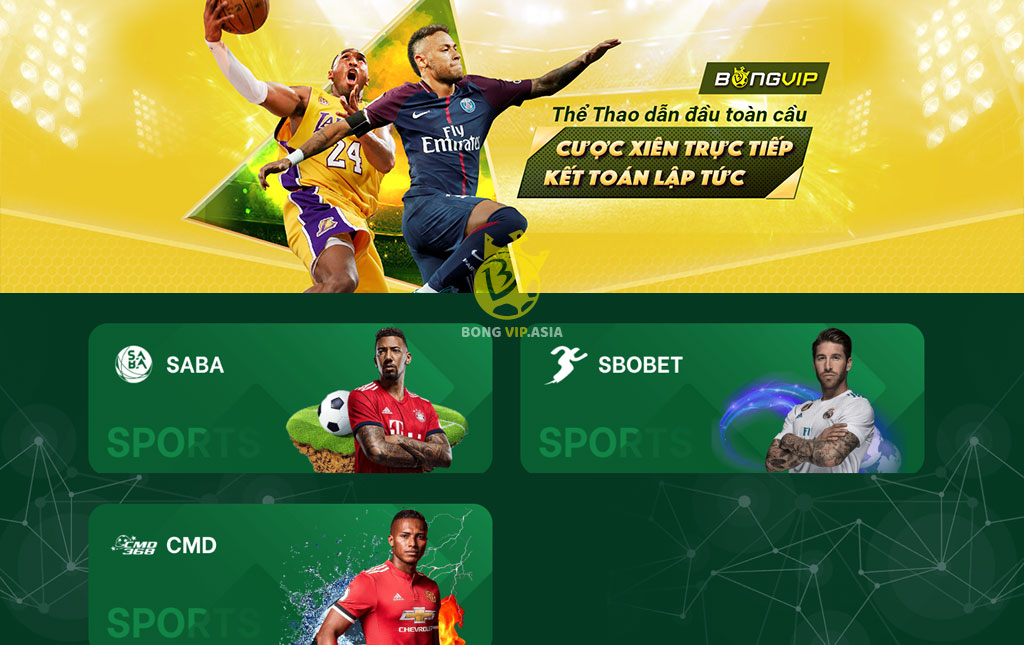 BONGVIP
Thể Thao dẫn đầu toàn cầu
CƯỢC XIÊN TRỰC TIẾP
KẾT TOÁN LẬP TỨC
24
Fly
Emirates
BONG VIP.ASIA
SABA
SABA
SPORTS
SBOBET
SPORTS
CMD
368
CMD
SPORTS
CHEVROLET